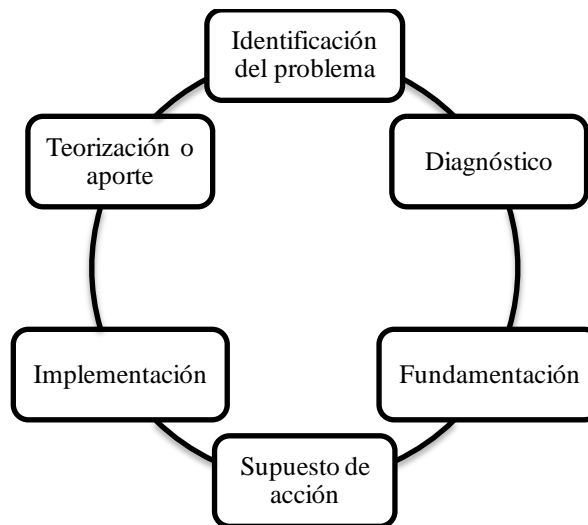 Identificación
del problema
Diagnóstico
Fundamentación
Supuesto de
acción
Implementación
Teorización o
aporte